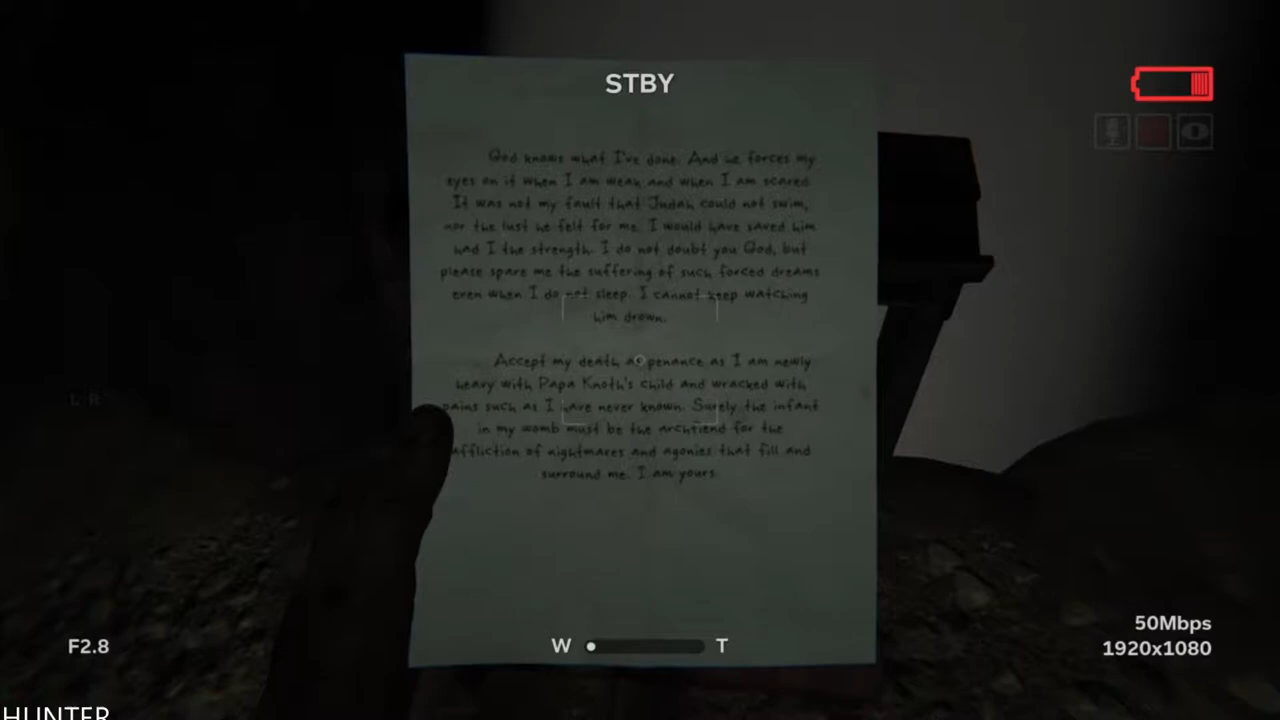 STBY
God knows what I've done. And he forces my
eyes on it when I am weak and when I am scared
It was not my fault that Judah could not swim,
nor the lust he felt for me. I would have saved him
had I the strength. I do not doubt you God, but
please spare me the suffering of such forced dreams
even when I do not sleep. I cannot keep watching
him drown.
Accept my death as penance as I am newly
heavy with Papa Knoth's child and wracked with
pains such as I have never known. Surely the infant
in my womb must be the archfiend for the
affliction of nightmares and agonies that fill and
surround me. I am yours.
F2.8
W T
50Mbps
1920x1080
HUNTER